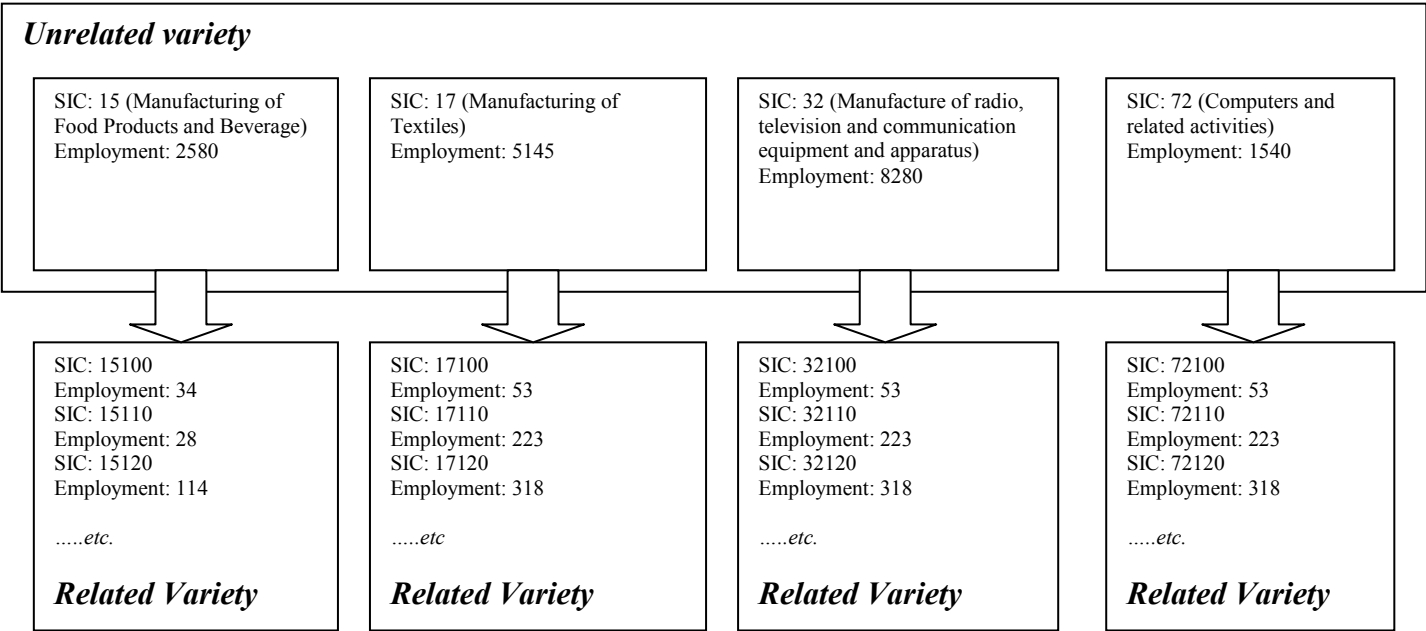 Unrelated variety
SIC: 15 (Manufacturing of
Food Products and Beverage)
Employment: 2580
SIC: 17 (Manufacturing of
Textiles)
Employment: 5145
SIC: 32 (Manufacture of radio,
television and communication
equipment and apparatus)
Employment: 8280
SIC: 72 (Computers and
related activities)
Employment: 1540
SIC: 15100
Employment: 34
SIC: 15110
Employment: 28
SIC: 15120
Employment: 114
…..etc.
Related Variety
SIC: 17100
Employment: 53
SIC: 17110
Employment: 223
SIC: 17120
Employment: 318
…..etc
Related Variety
SIC: 32100
Employment: 53
SIC: 32110
Employment: 223
SIC: 32120
Employment: 318
…..etc.
Related Variety
SIC: 72100
Employment: 53
SIC: 72110
Employment: 223
SIC: 72120
Employment: 318
…..etc.
Related Variety